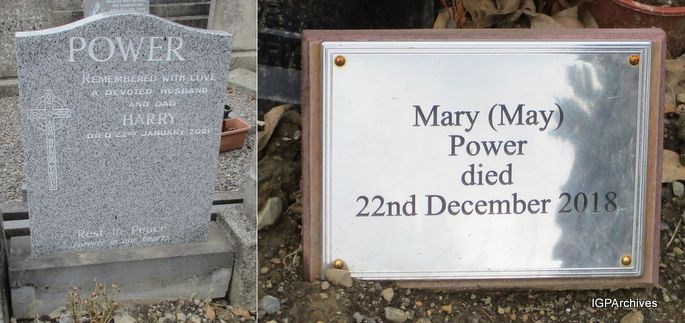 POWER
REMEMBERED WITH LOVE
A DEVOTED HUSBAND
AND DAD
HARRY
DIED 22ND JANUARY 2001
Rest In Peace
Forever in our hearts
Mary (May)
Power
died
22nd December 2018
IGPArchives